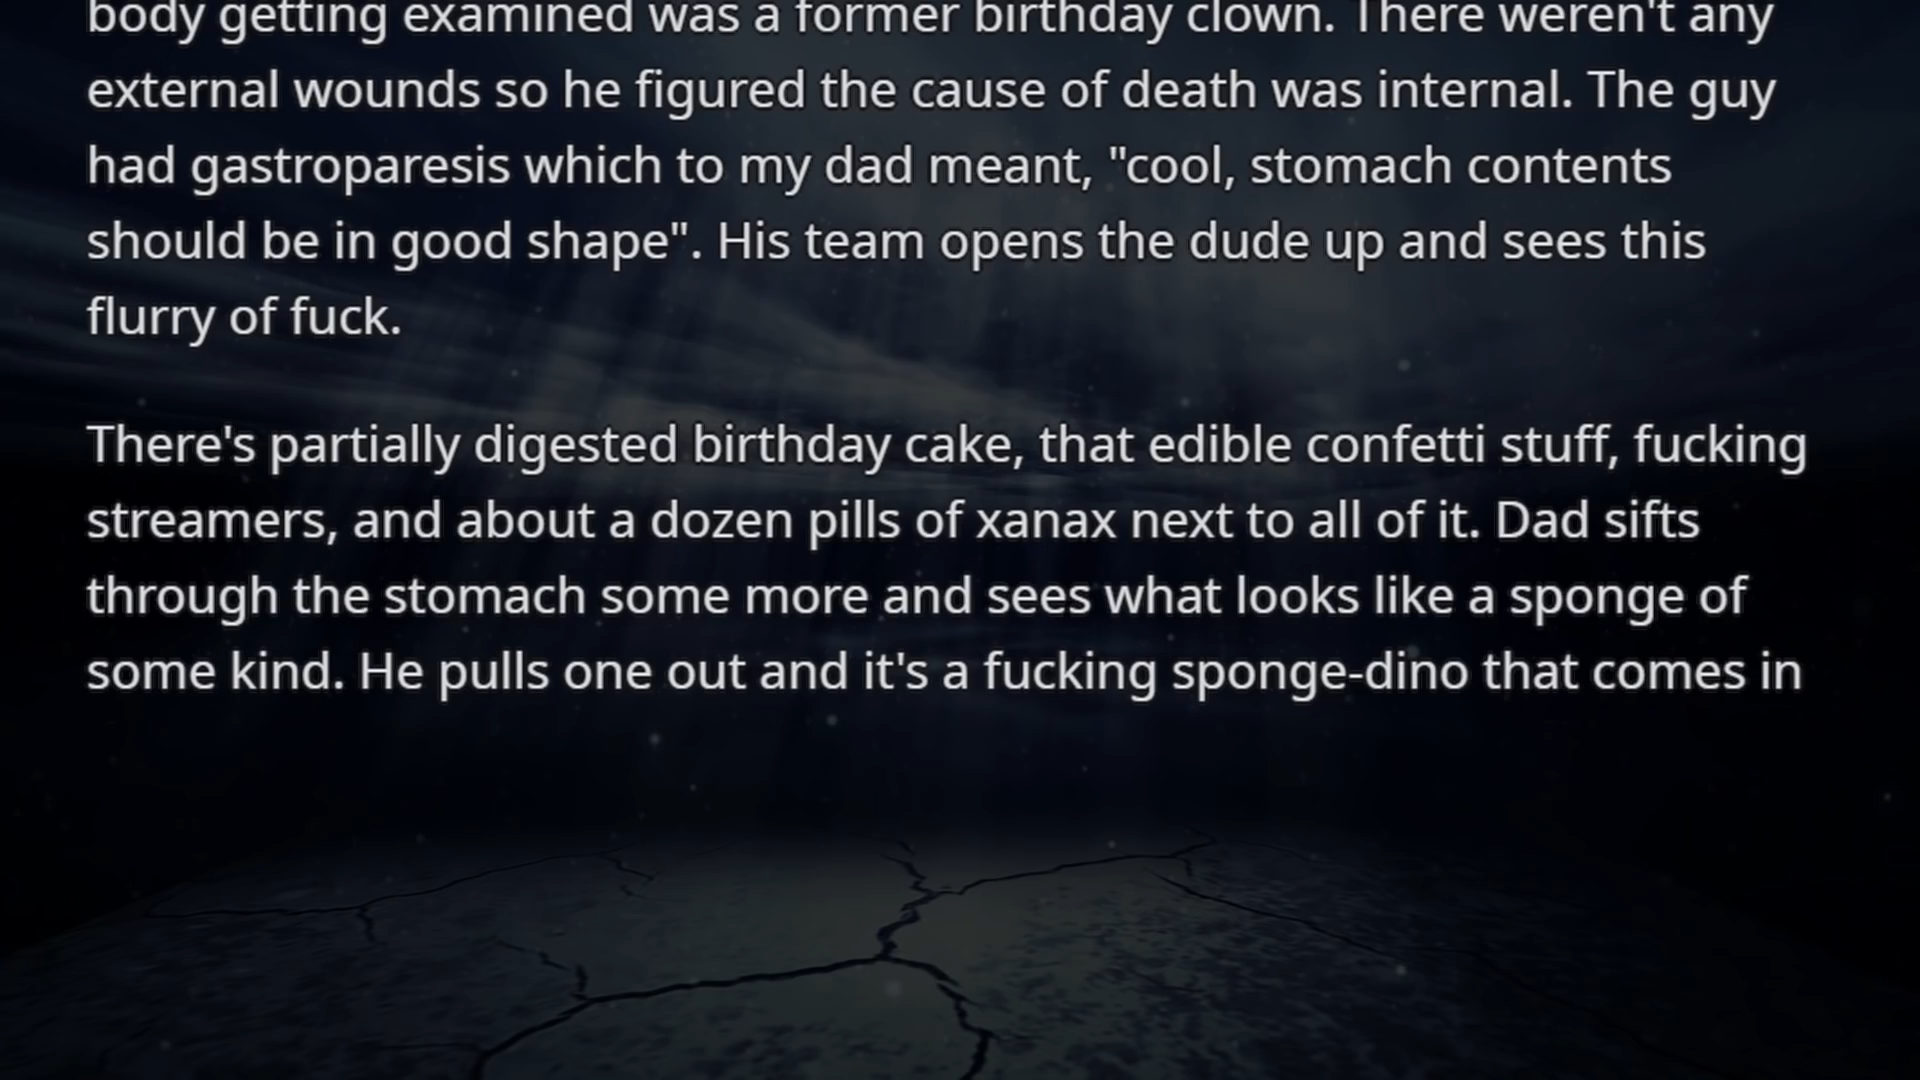 body getting examined was a former birthday clown. There weren't any
external wounds so he figured the cause of death was internal. The guy
had gastroparesis which to my dad meant, "cool, stomach contents
should be in good shape". His team opens the dude up and sees this
flurry of fuck.
There's partially digested birthday cake, that edible confetti stuff, fucking
streamers, and about a dozen pills of xanax next to all of it. Dad sifts
through the stomach some more and sees what looks like a sponge of
some kind. He pulls one out and it's a fucking sponge-dino that comes in